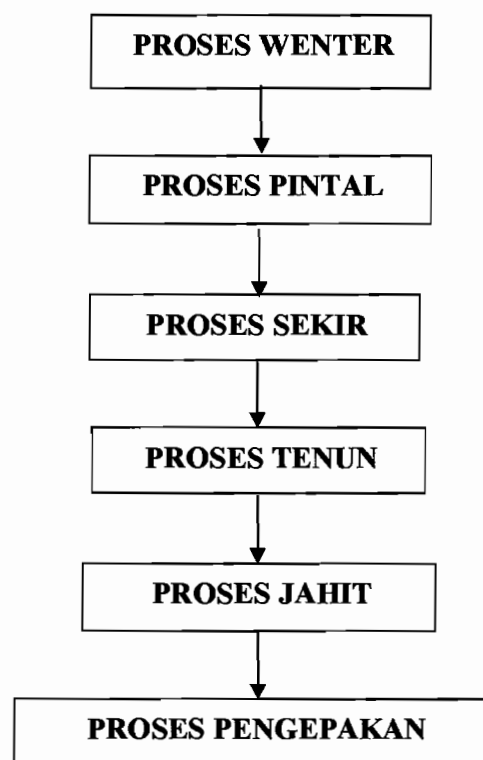 PROSES WENTER
PROSES PINTAL
PROSES SEKIR
PROSES TENUN
PROSES JAHIT
PROSES PENGEPAKAN